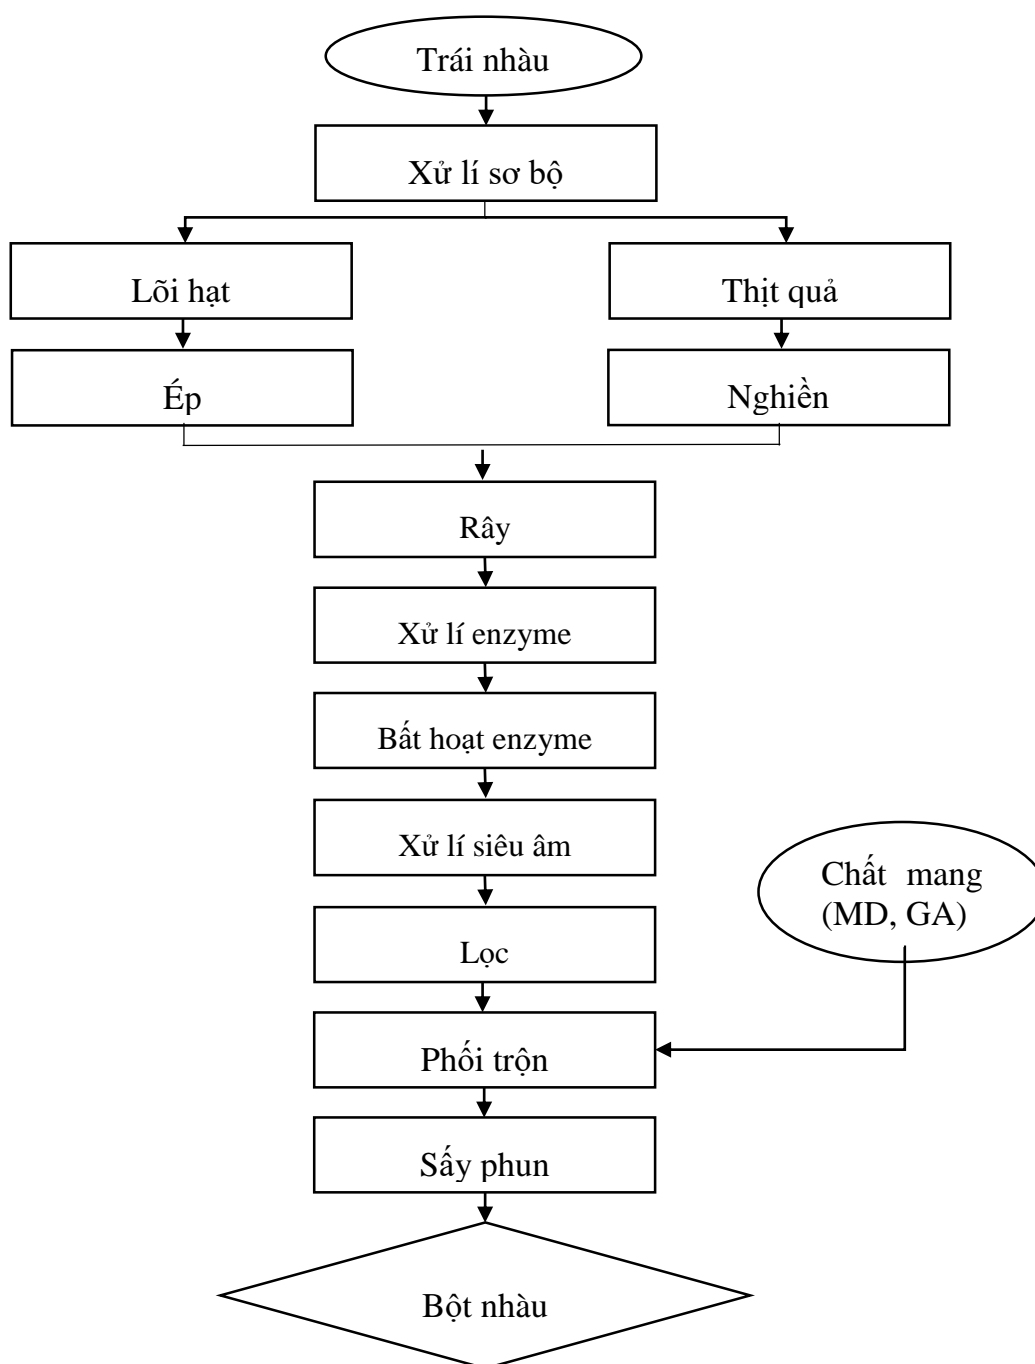 Trái nhàu
Xử lí sơ bộ
Lõi hạt
Thịt quả
Ép
Nghiền
Rây
Xử lí enzyme
Bất hoạt enzyme
Xử lí siêu âm
Chất mang
(MD, GA)
Lọc
Phối trộn
Sấy phun
Bột nhàu